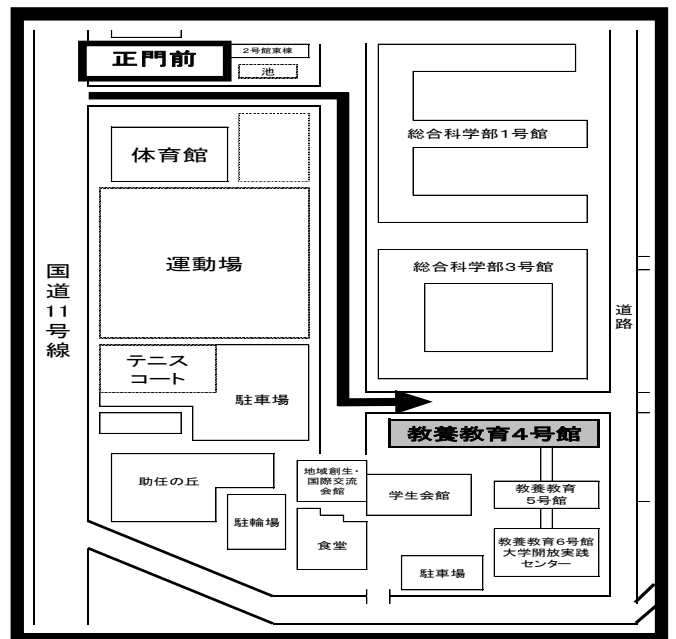 正門前
2号館東棟
池
体育館
総合科学部1号館
運動場
総合科学部3号館
国道11号線
道路
テニス
コート
駐車場
教養教育4号館
助任の丘
地域創生・
国際交流
会館
学生会館
教養教育
5号館
駐輪場
食堂
教養教育6号館
大学開放実践
センター
駐車場